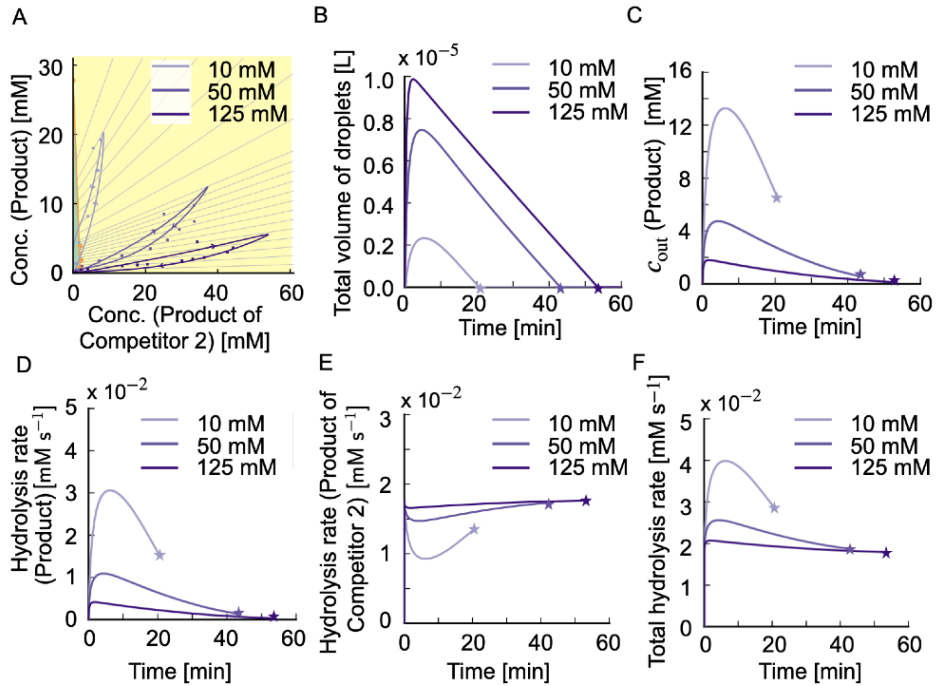 A
Conc. (Product)
[mM]
30
20
10
0
10 mM
50 mM
125 mM
0 20 40 60
Conc. (Product of
Competitor 2) [mM]
B
Total volume of droplets [L]
x 10−5
1.0
0.8
0.6
0.4
0.2
0.0
10 mM
50 mM
125 mM
0 20 40 60
Time [min]
C
cout (Product) [mM]
16
12
8
4
0
10 mM
50 mM
125 mM
0 20 40 60
Time [min]
D
Hydrolysis rate
(Product) [mM s−1]
x 10−2
5
4
3
2
1
0
10 mM
50 mM
125 mM
0 20 40 60
Time [min]
E
Hydrolysis rate (Product of
Competitor 2) [mM s−1]
x 10−2
3
2
1
0
10 mM
50 mM
125 mM
0 20 40 60
Time [min]
F
Total hydrolysis rate [mM s−1]
x 10−2
5
4
3
2
1
0
10 mM
50 mM
125 mM
0 20 40 60
Time [min]